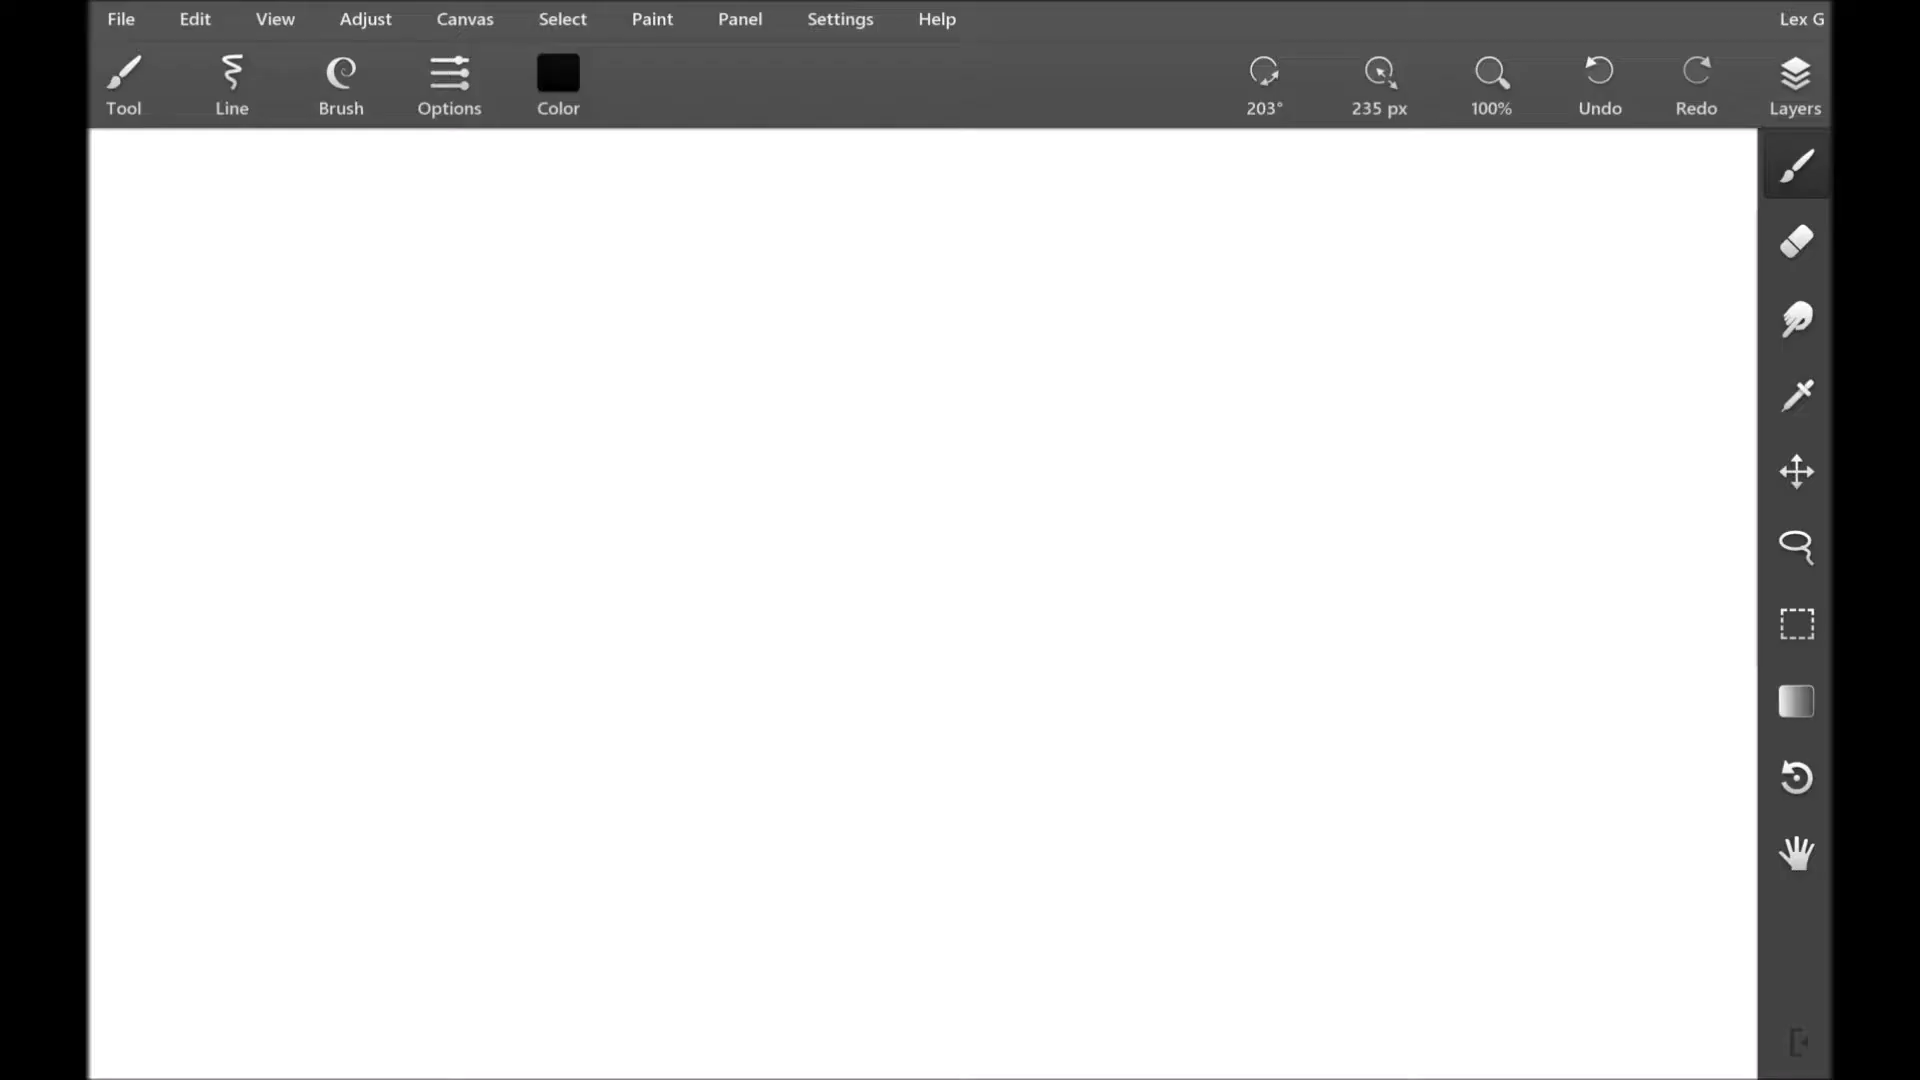 File Edit View Adjust Canvas Select Paint Panel Settings Help Lex G
Tool Line Brush Options Color 203° 235 px 100% Undo Redo Layers